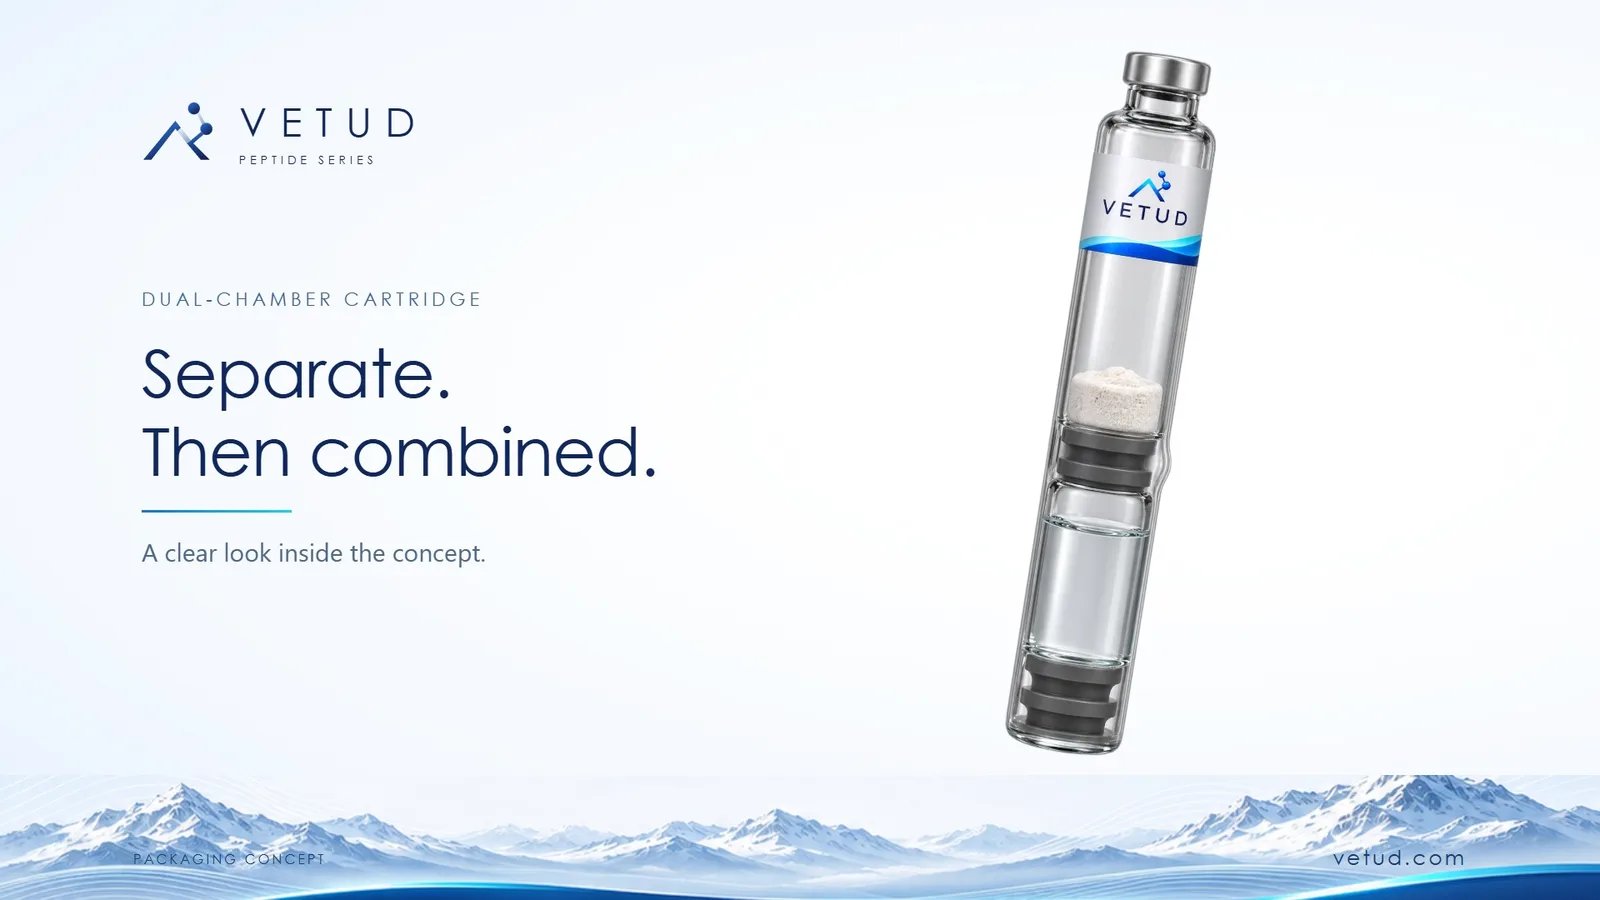 VETUD
PEPTIDE SERIES
DUAL-CHAMBER CARTRIDGE
Separate.
Then combined.
A clear look inside the concept.
VETUD
PACKAGING CONCEPT
vetud.com